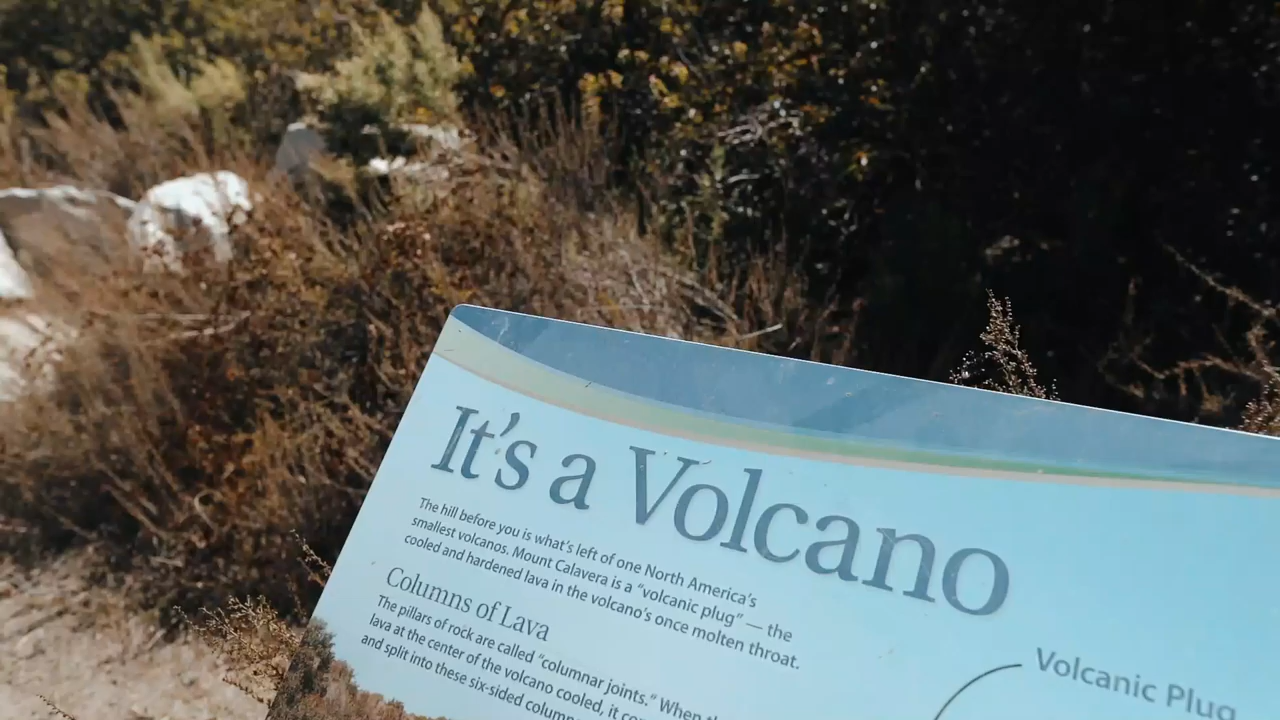 It's a Volcano
The hill before you is what's left of one North America's
smallest volcanos. Mount Calavera is a "volcanic plug" — the
cooled and hardened lava in the volcano's once molten throat.
Columns of Lava
The pillars of rock are called "columnar joints." When
lava at the center of the volcano cooled, it
and split into these six-sided
Volcanic Plug